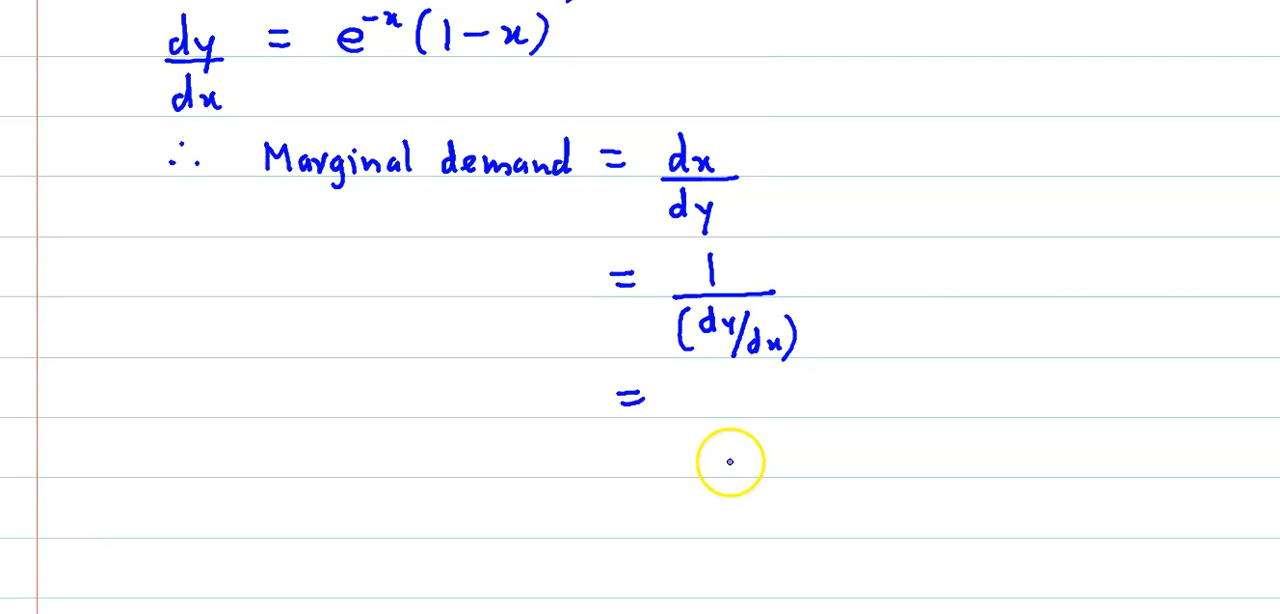 dy/dx = e^{-x}(1-x)
∴ Marginal demand = dx/dy
= 1/(dy/dx)
=